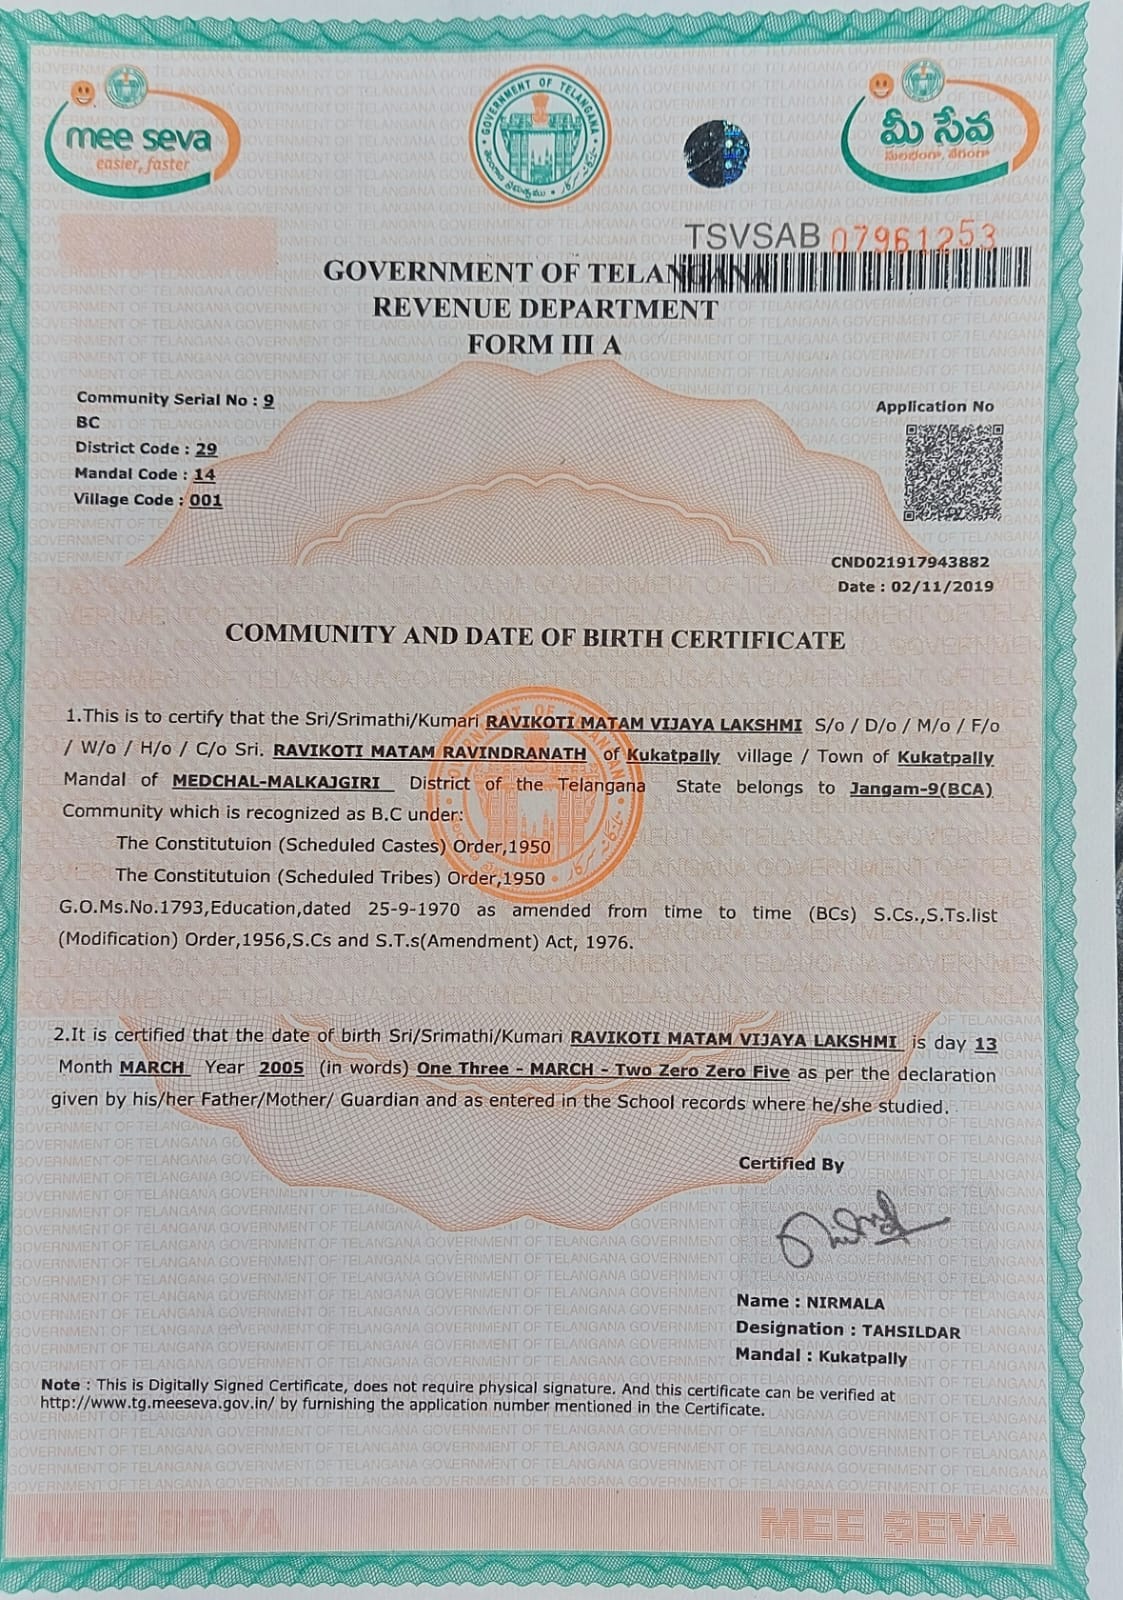 mee seva
easier, faster
GOVERNMENT OF TELANGANA
మీ సేవ
సులభంగా, వేగంగా
TSVSAB 07961253
GOVERNMENT OF TELANGANA
REVENUE DEPARTMENT
FORM III A
Community Serial No : 9
BC
District Code : 29
Mandal Code : 14
Village Code : 001
Application No
CND021917943882
Date : 02/11/2019
COMMUNITY AND DATE OF BIRTH CERTIFICATE
1.This is to certify that the Sri/Srimathi/Kumari RAVIKOTI MATAM VIJAYA LAKSHMI S/o / D/o / M/o / F/o
/ W/o / H/o / C/o Sri. RAVIKOTI MATAM RAVINDRANATH of Kukatpally village / Town of Kukatpally
Mandal of MEDCHAL-MALKAJGIRI District of the Telangana State belongs to Jangam-9(BCA)
Community which is recognized as B.C under:
The Constitutuion (Scheduled Castes) Order,1950
The Constitutuion (Scheduled Tribes) Order,1950
G.O.Ms.No.1793,Education,dated 25-9-1970 as amended from time to time (BCs) S.Cs.,S.Ts.list
(Modification) Order,1956,S.Cs and S.T.s(Amendment) Act, 1976.
2.It is certified that the date of birth Sri/Srimathi/Kumari RAVIKOTI MATAM VIJAYA LAKSHMI is day 13
Month MARCH Year 2005 (in words) One Three - MARCH - Two Zero Zero Five as per the declaration
given by his/her Father/Mother/ Guardian and as entered in the School records where he/she studied.
Certified By
Name : NIRMALA
Designation : TAHSILDAR
Mandal : Kukatpally
Note : This is Digitally Signed Certificate, does not require physical signature. And this certificate can be verified at
http://www.tg.meeseva.gov.in/ by furnishing the application number mentioned in the Certificate.
MEE SEVA
MEE SEVA